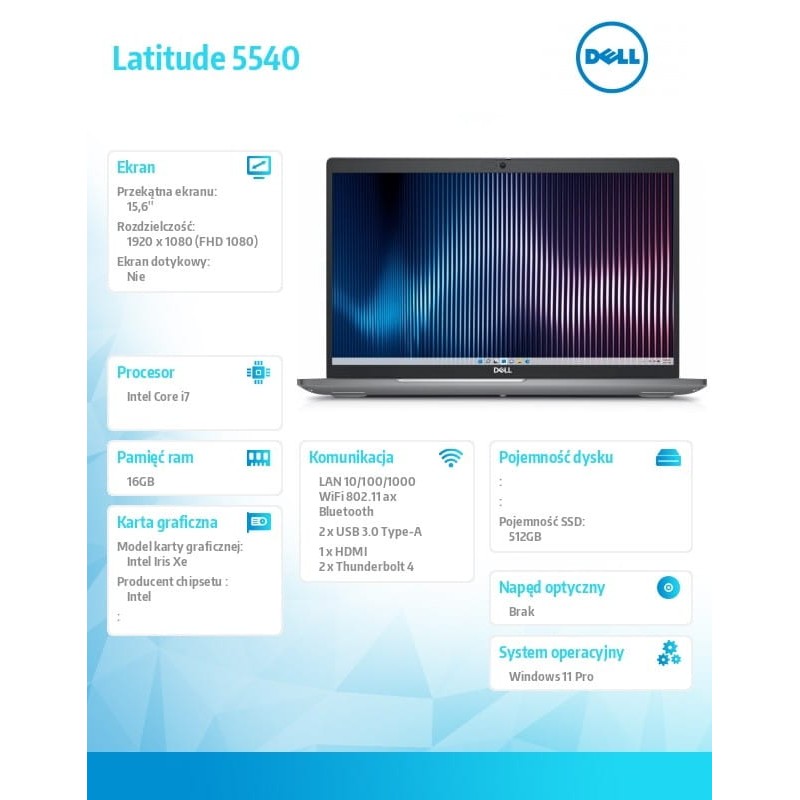 Latitude 5540
DELL
Ekran
Przekątna ekranu:
15,6"
Rozdzielczość:
1920 x 1080 (FHD 1080)
Ekran dotykowy:
Nie
DELL
Procesor
Intel Core i7
Pamięć ram
16GB
Karta graficzna
Model karty graficznej:
Intel Iris Xe
Producent chipsetu :
Intel
:
Komunikacja
LAN 10/100/1000
WiFi 802.11 ax
Bluetooth
2 x USB 3.0 Type-A
1 x HDMI
2 x Thunderbolt 4
Pojemność dysku
:
:
Pojemność SSD:
512GB
Napęd optyczny
Brak
System operacyjny
Windows 11 Pro